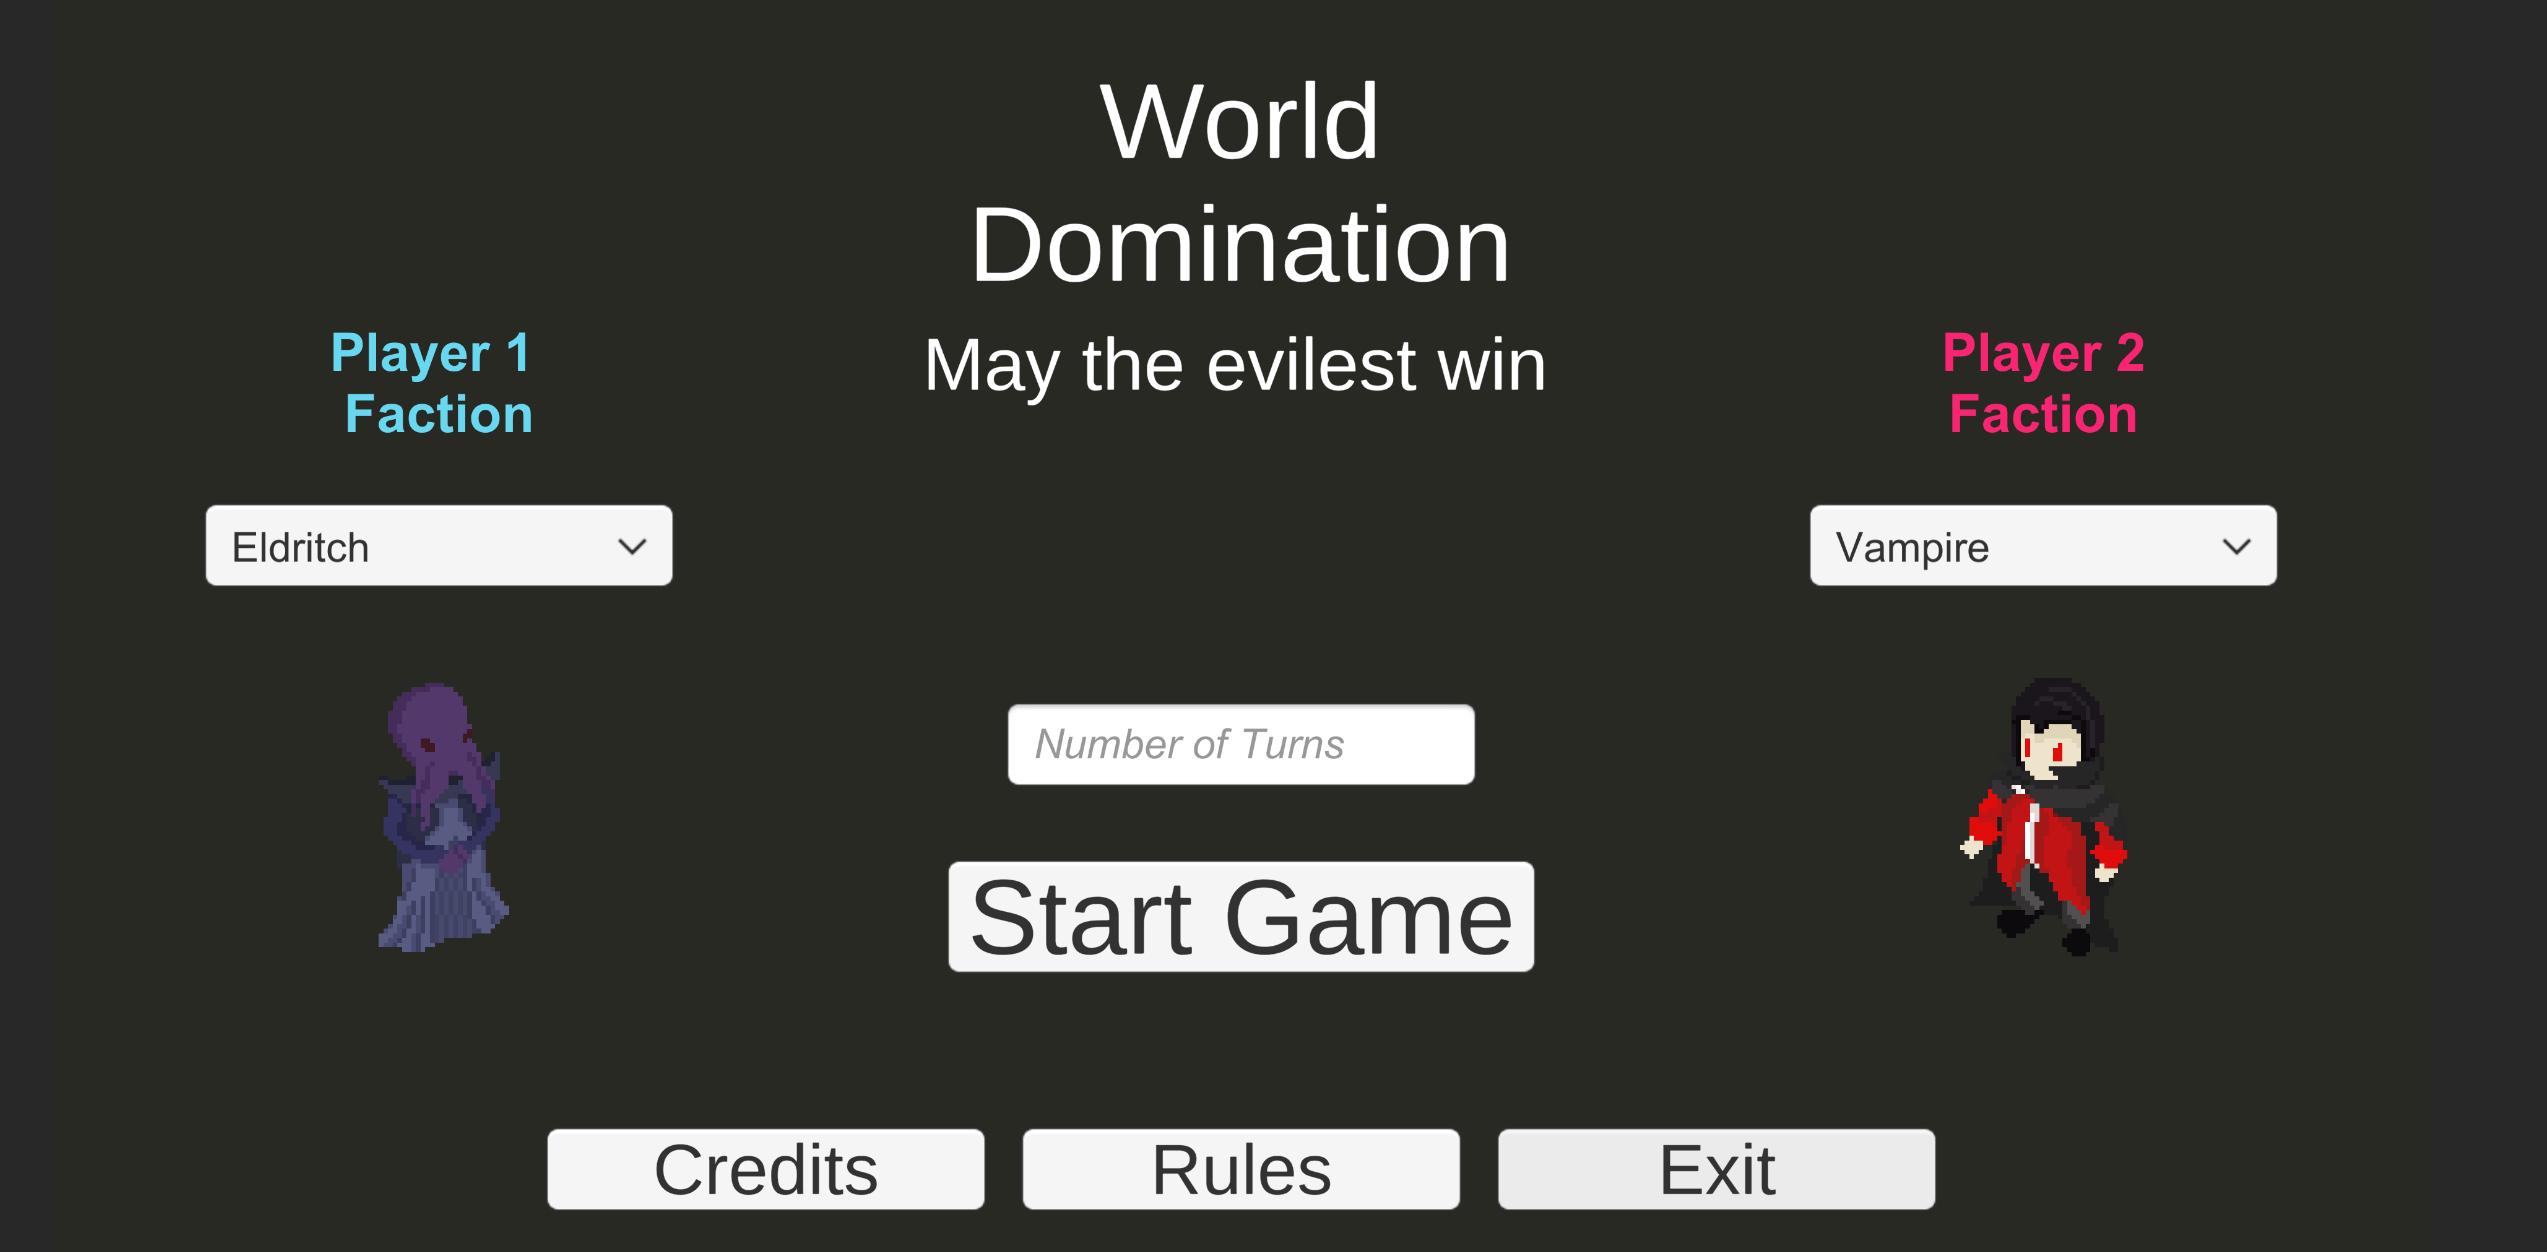 World
Domination
May the evilest win
Player 1
Faction
Player 2
Faction
Eldritch
Vampire
Number of Turns
Start Game
Credits
Rules
Exit